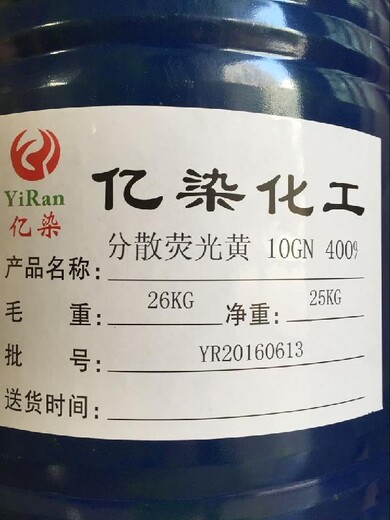 YiRan
亿染
亿染化工
产品名称: 分散荧光黄 10GN 400%
毛 重: 26KG 净重: 25KG
批 号: YR20160613
送货时间: